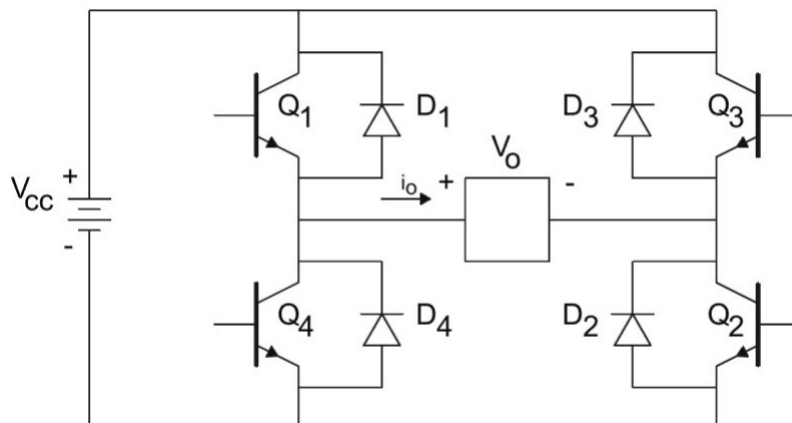 Q1
D1
D3
Q3
Vo
VCC
+
-
io
+
-
Q4
D4
D2
Q2